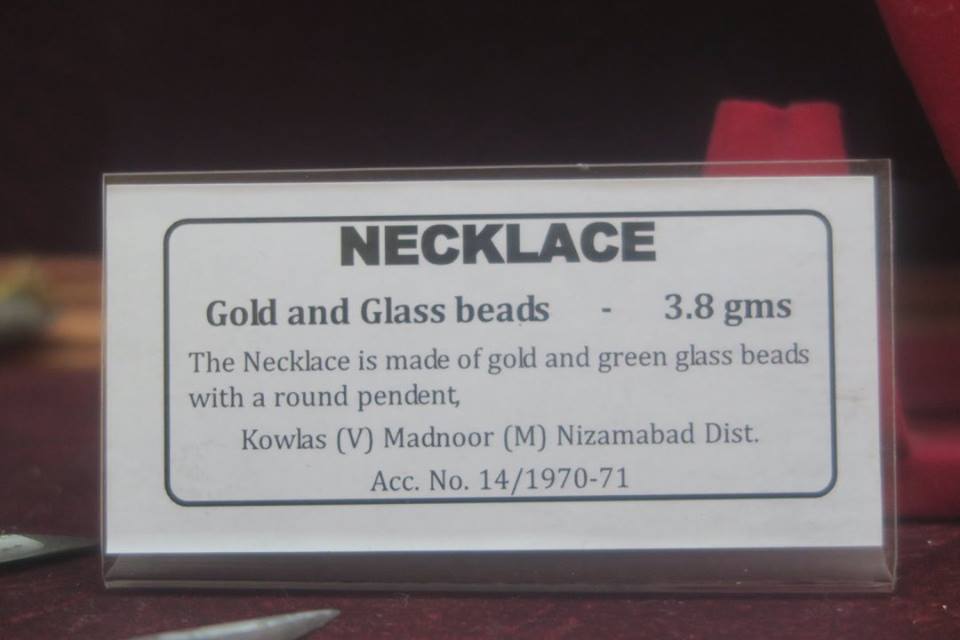 NECKLACE
Gold and Glass beads - 3.8 gms
The Necklace is made of gold and green glass beads
with a round pendent,
Kowlas (V) Madnoor (M) Nizamabad Dist.
Acc. No. 14/1970-71